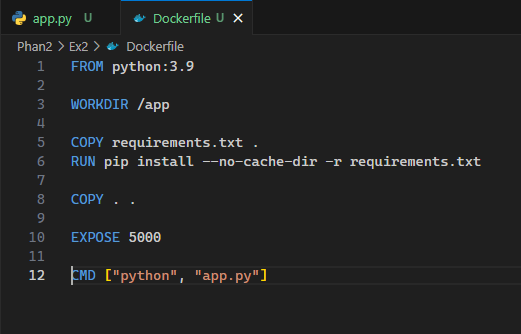 app.py U Dockerfile U ×
Phan2 > Ex2 > Dockerfile
1 FROM python:3.9
2
3 WORKDIR /app
4
5 COPY requirements.txt .
6 RUN pip install --no-cache-dir -r requirements.txt
7
8 COPY . .
9
10 EXPOSE 5000
11
12 CMD ["python", "app.py"]